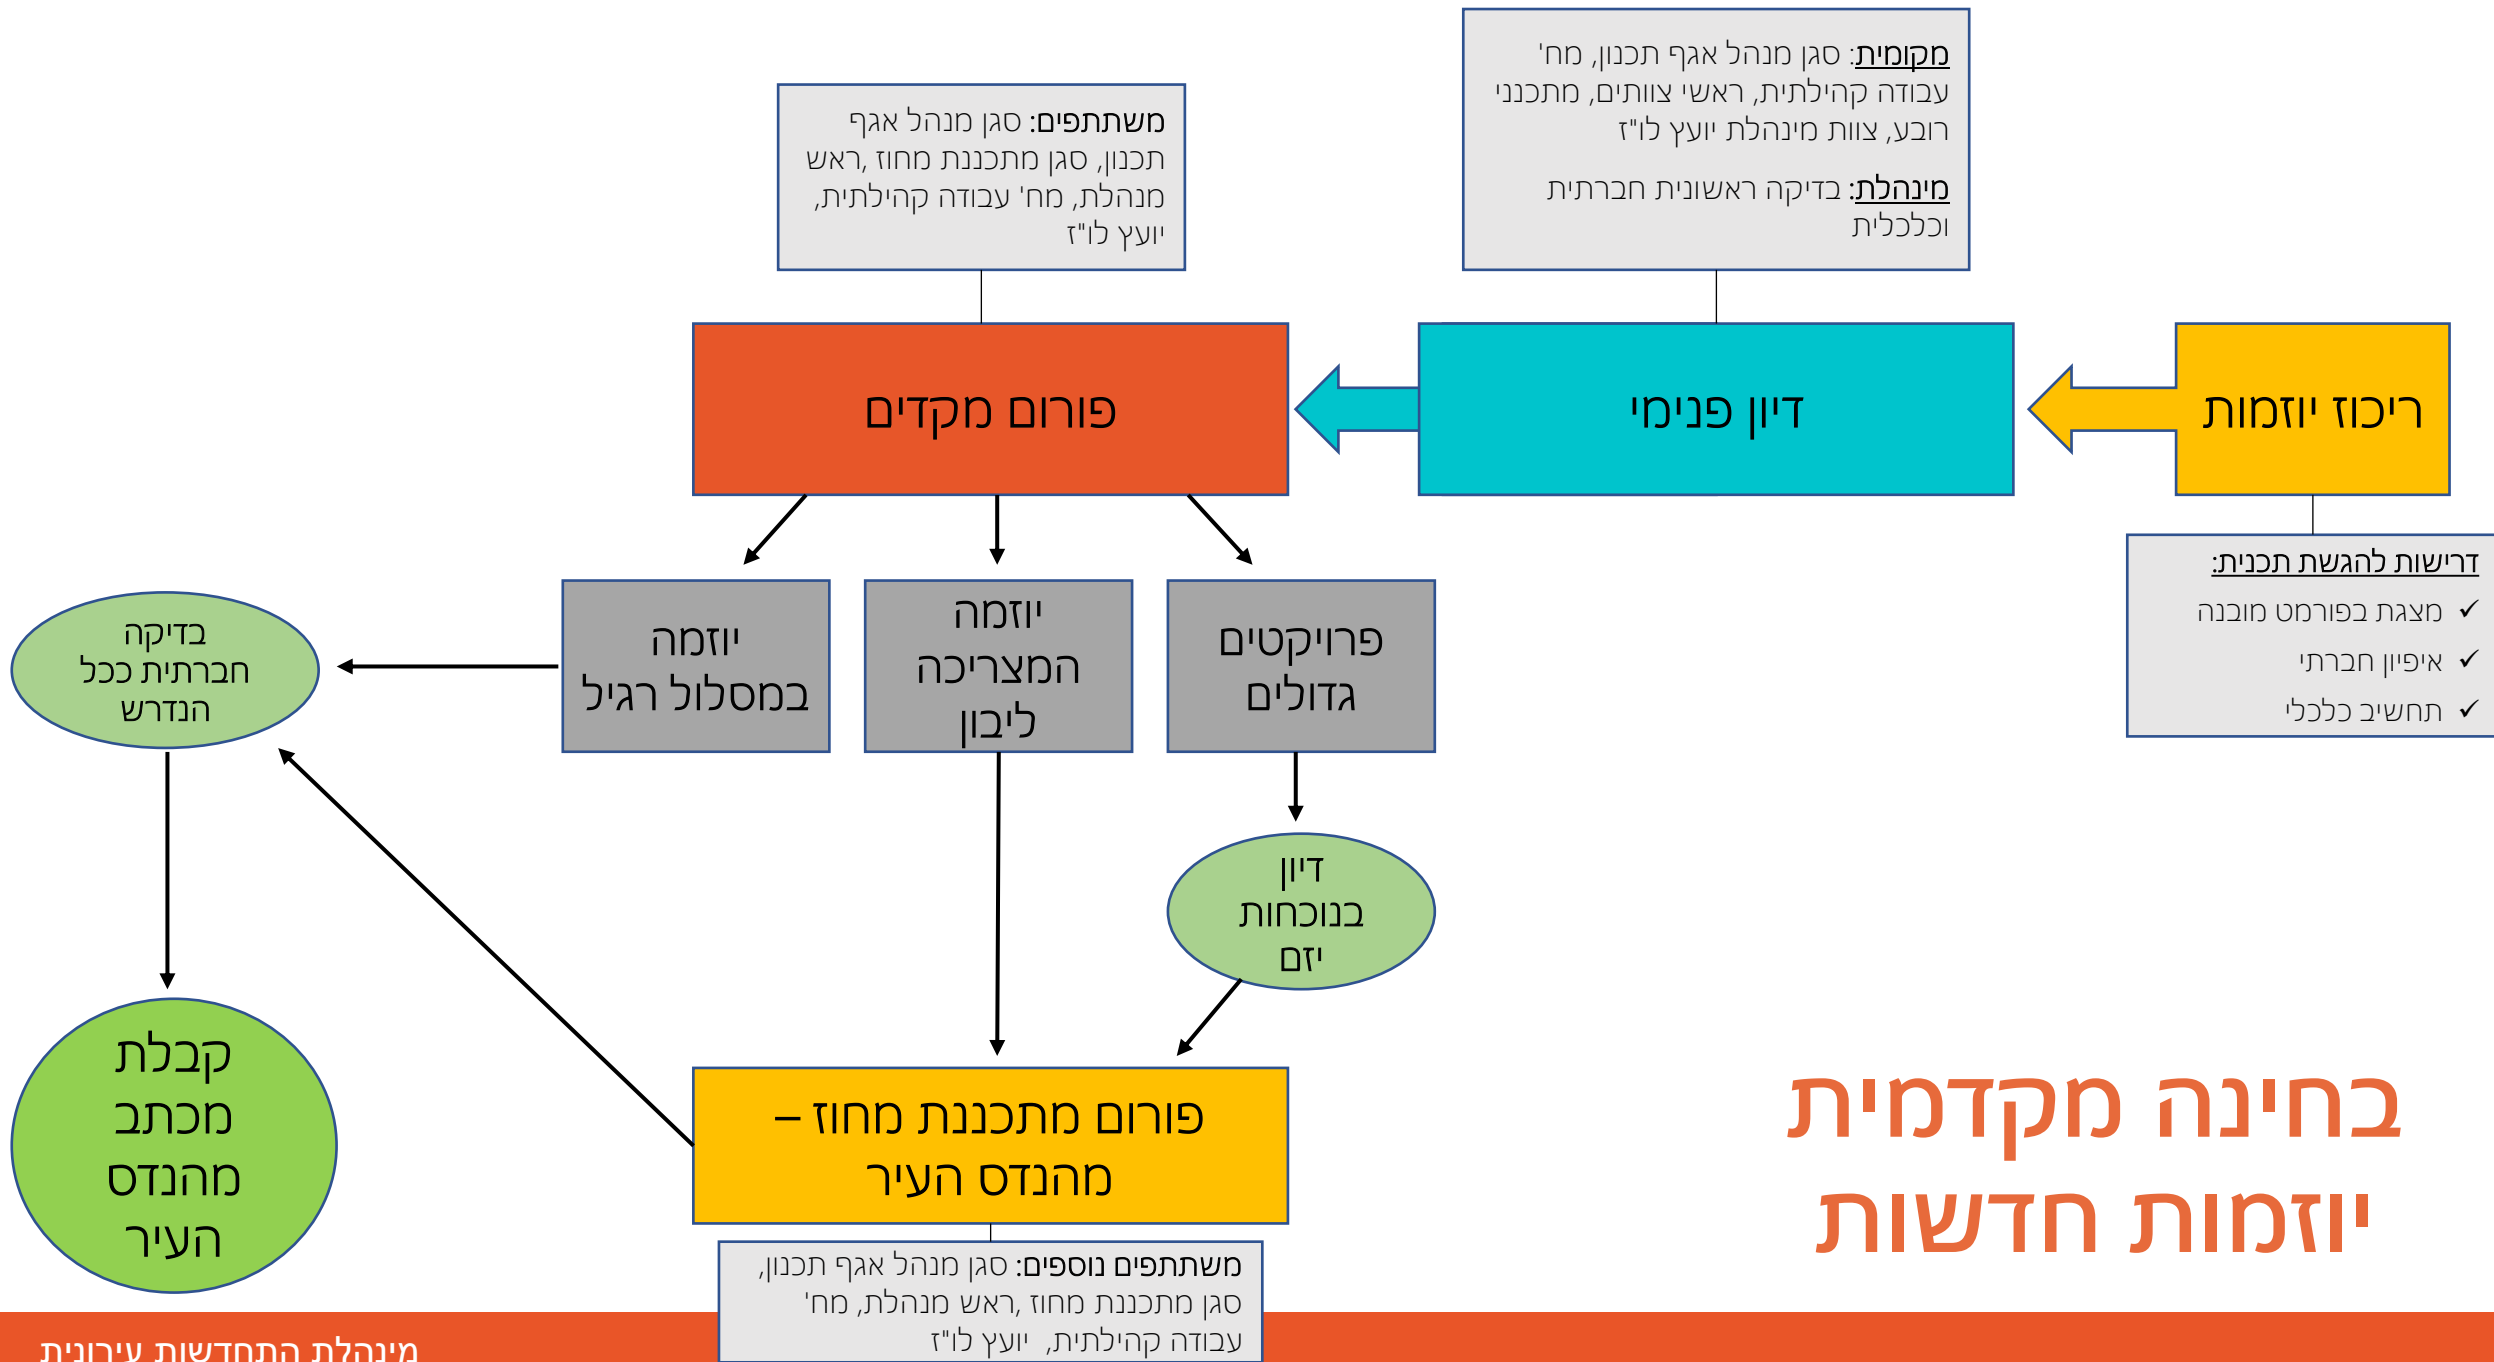 מקומית: סגן מנהל אגף תכנון, מח'
עבודה קהילתית, ראשי צוותים, מתכנני
רובע, צוות מינהלת יועץ לו"ז
מינהלת: בדיקה ראשונית חברתית
וכלכלית
משתתפים: סגן מנהל אגף
תכנון, סגן מתכננת מחוז ,ראש
מנהלת, מח' עבודה קהילתית,
יועץ לו"ז
ריכוז יוזמות
דיון פנימי
פורום מקדים
דרישות להגשת תכנית:
✓ מצגת בפורמט מובנה
✓ איפיון חברתי
✓ תחשיב כלכלי
פרויקטים
גדולים
יוזמה
המצריכה
ליבון
יוזמה
במסלול רגיל
בדיקה
חברתית ככל
הנדרש
דיון
בנוכחות
יזם
קבלת
מכתב
מהנדס
העיר
פורום מתכננת מחוז –
מהנדס העיר
משתתפים נוספים: סגן מנהל אגף תכנון,
סגן מתכננת מחוז ,ראש מנהלת, מח'
עבודה קהילתית, יועץ לו"ז
בחינה מקדמית
יוזמות חדשות
מינהלת התחדשות עירונית